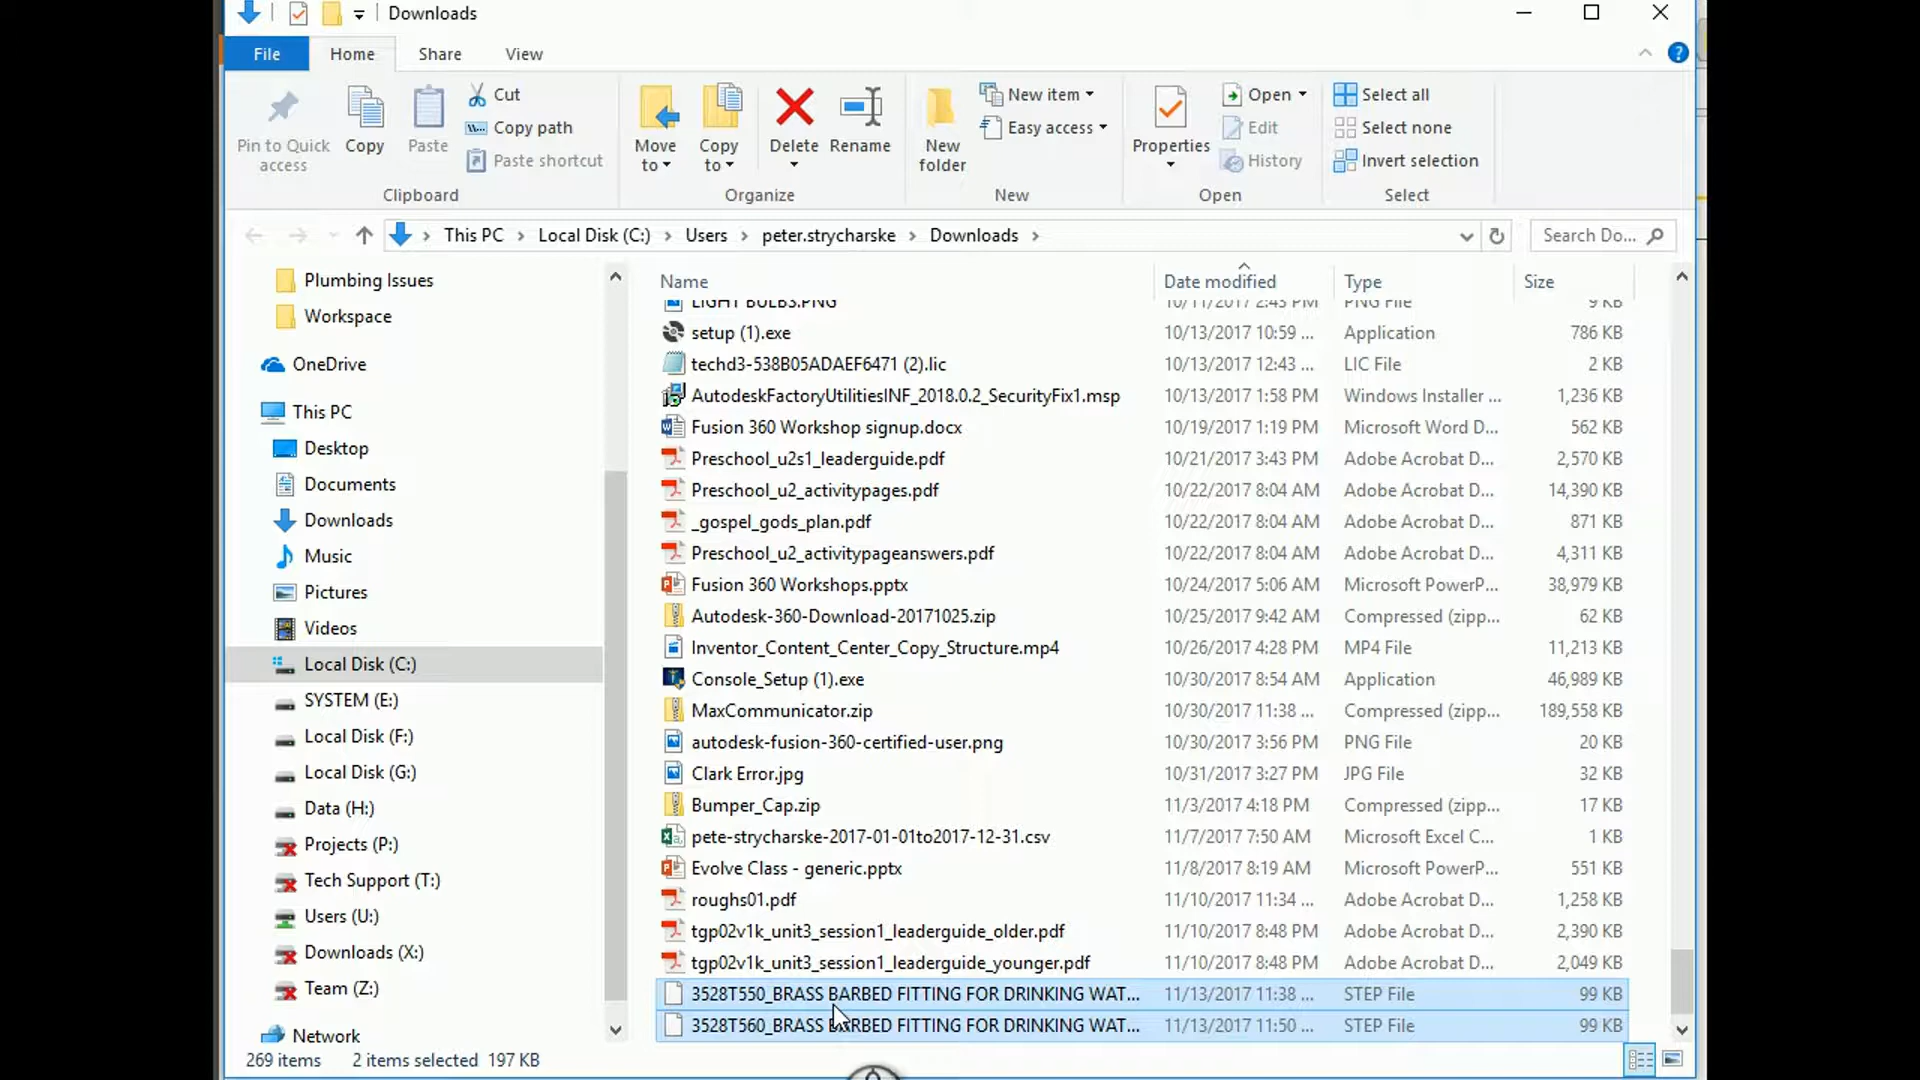 Downloads
File Home Share View
Pin to Quick access
Copy
Paste
Cut
Copy path
Paste shortcut
Clipboard
Move to
Copy to
Delete
Rename
Organize
New folder
New item
Easy access
New
Properties
Open
Edit
History
Open
Select all
Select none
Invert selection
Select
This PC Local Disk (C:) Users peter.strycharske Downloads
Search Do...
Plumbing Issues
Workspace
OneDrive
This PC
Desktop
Documents
Downloads
Music
Pictures
Videos
Local Disk (C:)
SYSTEM (E:)
Local Disk (F:)
Local Disk (G:)
Data (H:)
Projects (P:)
Tech Support (T:)
Users (U:)
Downloads (X:)
Team (Z:)
Network
Name Date modified Type Size
LIGHT BULBS.PNG 10/11/2017 2:43 PM PNG File 9 KB
setup (1).exe 10/13/2017 10:59 ... Application 786 KB
techd3-538B05ADAEF6471 (2).lic 10/13/2017 12:43 ... LIC File 2 KB
AutodeskFactoryUtilitiesINF_2018.0.2_SecurityFix1.msp 10/13/2017 1:58 PM Windows Installer ... 1,236 KB
Fusion 360 Workshop signup.docx 10/19/2017 1:19 PM Microsoft Word D... 562 KB
Preschool_u2s1_leaderguide.pdf 10/21/2017 3:43 PM Adobe Acrobat D... 2,570 KB
Preschool_u2_activitypages.pdf 10/22/2017 8:04 AM Adobe Acrobat D... 14,390 KB
_gospel_gods_plan.pdf 10/22/2017 8:04 AM Adobe Acrobat D... 871 KB
Preschool_u2_activitypageanswers.pdf 10/22/2017 8:04 AM Adobe Acrobat D... 4,311 KB
Fusion 360 Workshops.pptx 10/24/2017 5:06 AM Microsoft PowerP... 38,979 KB
Autodesk-360-Download-20171025.zip 10/25/2017 9:42 AM Compressed (zipp... 62 KB
Inventor_Content_Center_Copy_Structure.mp4 10/26/2017 4:28 PM MP4 File 11,213 KB
Console_Setup (1).exe 10/30/2017 8:54 AM Application 46,989 KB
MaxCommunicator.zip 10/30/2017 11:38 ... Compressed (zipp... 189,558 KB
autodesk-fusion-360-certified-user.png 10/30/2017 3:56 PM PNG File 20 KB
Clark Error.jpg 10/31/2017 3:27 PM JPG File 32 KB
Bumper_Cap.zip 11/3/2017 4:18 PM Compressed (zipp... 17 KB
pete-strycharske-2017-01-01to2017-12-31.csv 11/7/2017 7:50 AM Microsoft Excel C... 1 KB
Evolve Class - generic.pptx 11/8/2017 8:19 AM Microsoft PowerP... 551 KB
roughs01.pdf 11/10/2017 11:34 ... Adobe Acrobat D... 1,258 KB
tgp02v1k_unit3_session1_leaderguide_older.pdf 11/10/2017 8:48 PM Adobe Acrobat D... 2,390 KB
tgp02v1k_unit3_session1_leaderguide_younger.pdf 11/10/2017 8:48 PM Adobe Acrobat D... 2,049 KB
3528T550_BRASS BARBED FITTING FOR DRINKING WAT... 11/13/2017 11:38 ... STEP File 99 KB
3528T560_BRASS BARBED FITTING FOR DRINKING WAT... 11/13/2017 11:50 ... STEP File 99 KB
269 items 2 items selected 197 KB